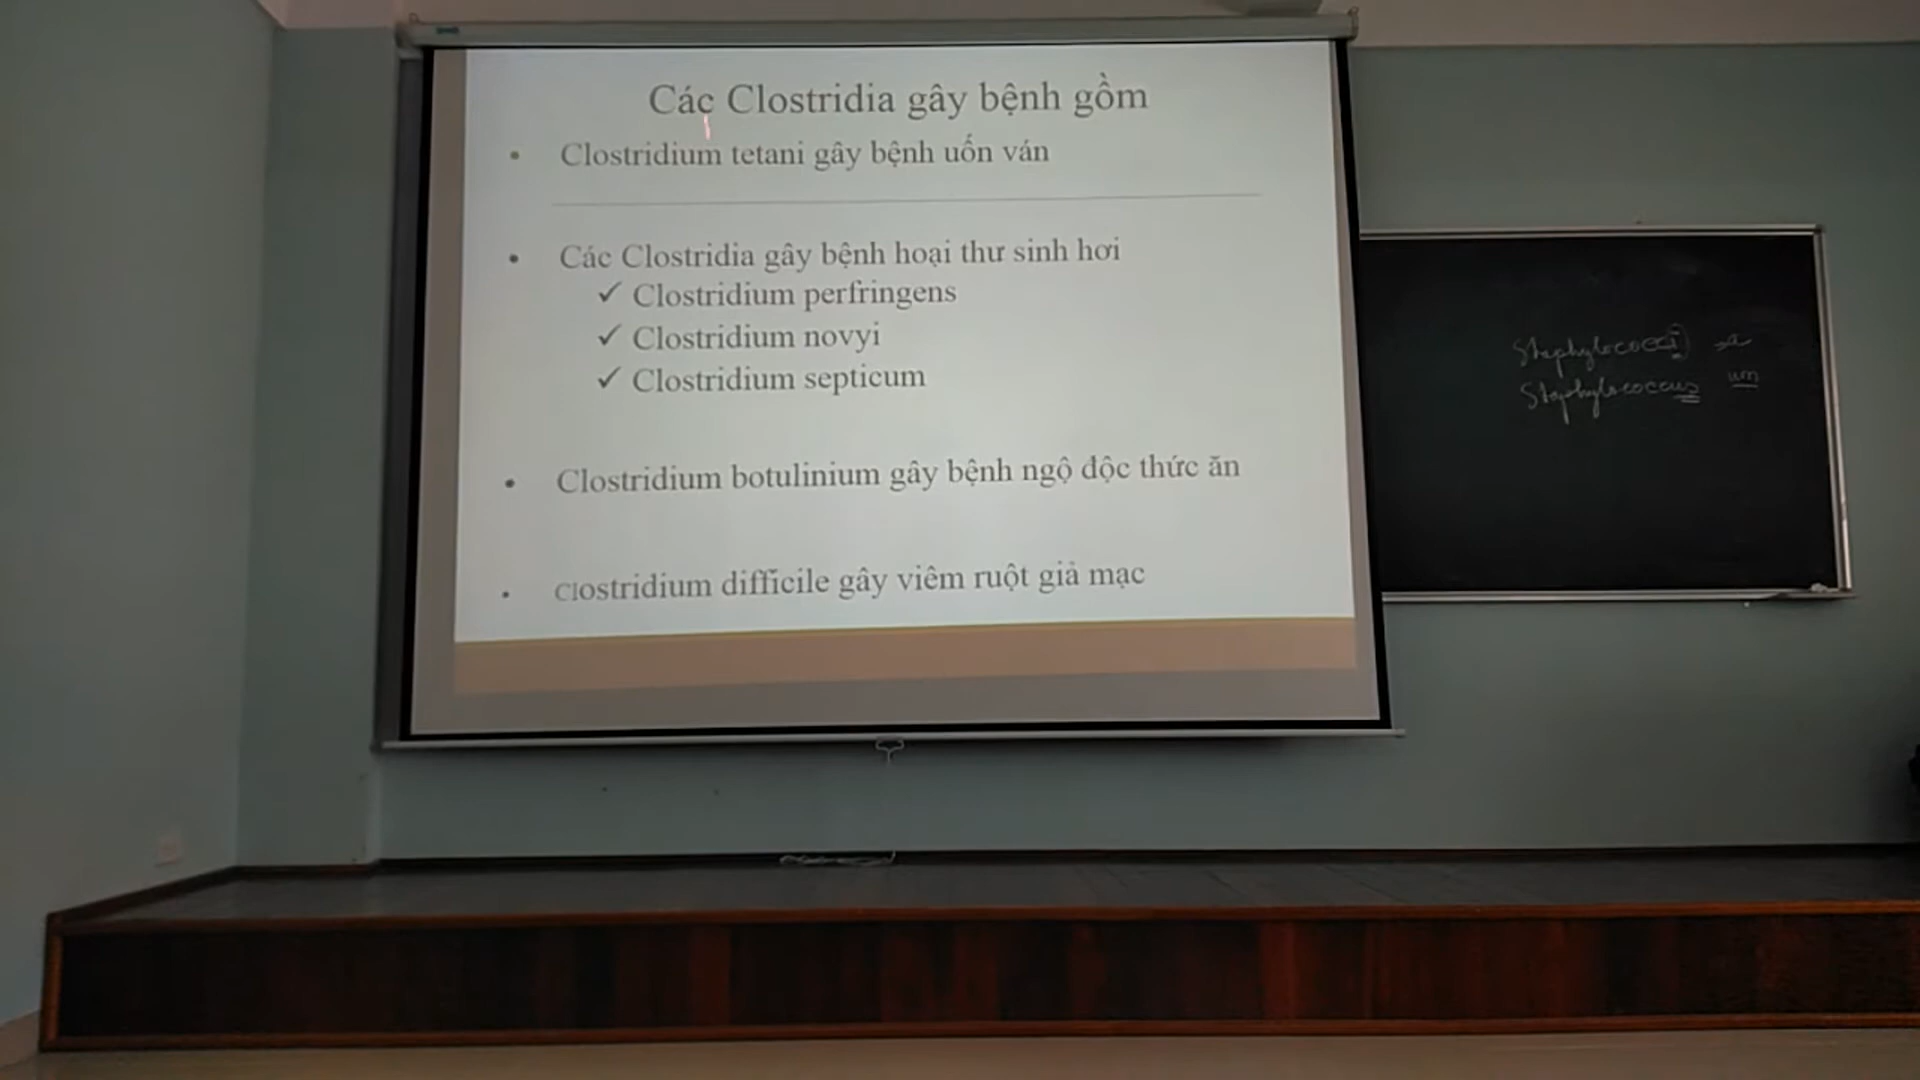 Các Clostridia gây bệnh gồm
• Clostridium tetani gây bệnh uốn ván
• Các Clostridia gây bệnh hoại thư sinh hơi
✓ Clostridium perfringens
✓ Clostridium novyi
✓ Clostridium septicum
• Clostridium botulinium gây bệnh ngộ độc thức ăn
• Clostridium difficile gây viêm ruột giả mạc
Staphylococci → a
Staphylococcus um